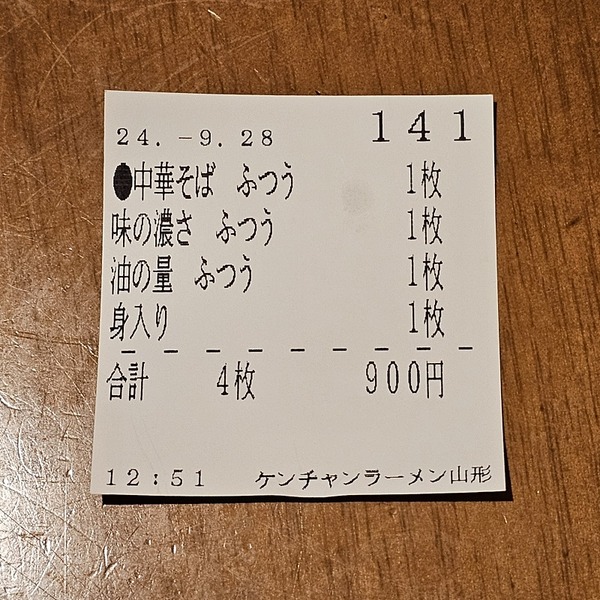 24.-9.28 141
●中華そば ふつう 1枚
味の濃さ ふつう 1枚
油の量 ふつう 1枚
身入り 1枚
合計 4枚 900円
12:51 ケンチャンラーメン山形